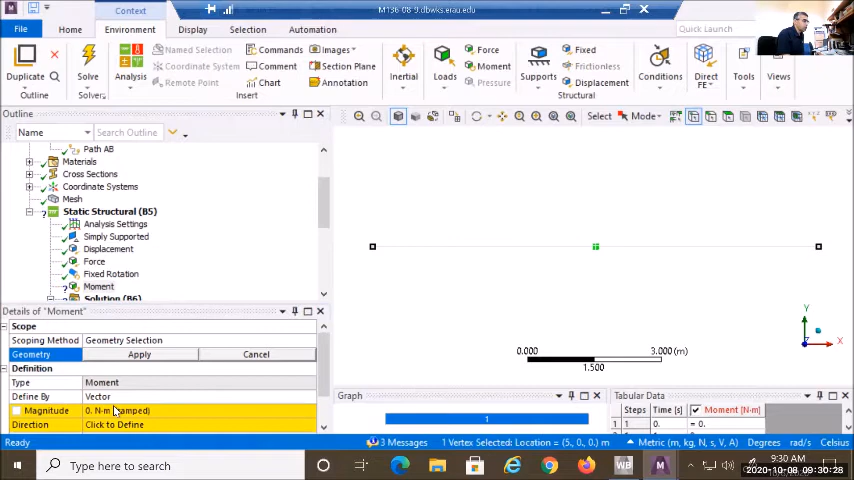 Context
M136-08-9.dbwks.erau.edu
File
Home
Environment
Display
Selection
Automation
Quick Launch
Duplicate
Outline
Solve
Solver
Analysis
Named Selection
Coordinate System
Remote Point
Commands
Comment
Chart
Images
Section Plane
Annotation
Insert
Inertial
Loads
Force
Moment
Pressure
Supports
Fixed
Frictionless
Displacement
Structural
Conditions
Direct
FE
Tools
Views
Outline
Name
Search Outline
Select
Mode
Path AB
Materials
Cross Sections
Coordinate Systems
Mesh
Static Structural (B5)
Analysis Settings
Simply Supported
Displacement
Force
Fixed Rotation
Moment
Solution (B6)
Details of "Moment"
Scope
Scoping Method Geometry Selection
Geometry Apply Cancel
Definition
Type Moment
Define By Vector
Magnitude 0. N·m (ramped)
Direction Click to Define
0.000 3.000 (m)
1.500
Y
X
Graph
1
Tabular Data
Steps Time [s] Moment [N·m]
1 1 0. = 0.
Ready
3 Messages
1 Vertex Selected: Location = (5., 0., 0.) m
Metric (m, kg, N, s, V, A) Degrees rad/s Celsius
Type here to search
WB
M
9:30 AM
2020-10-08 09:30:28